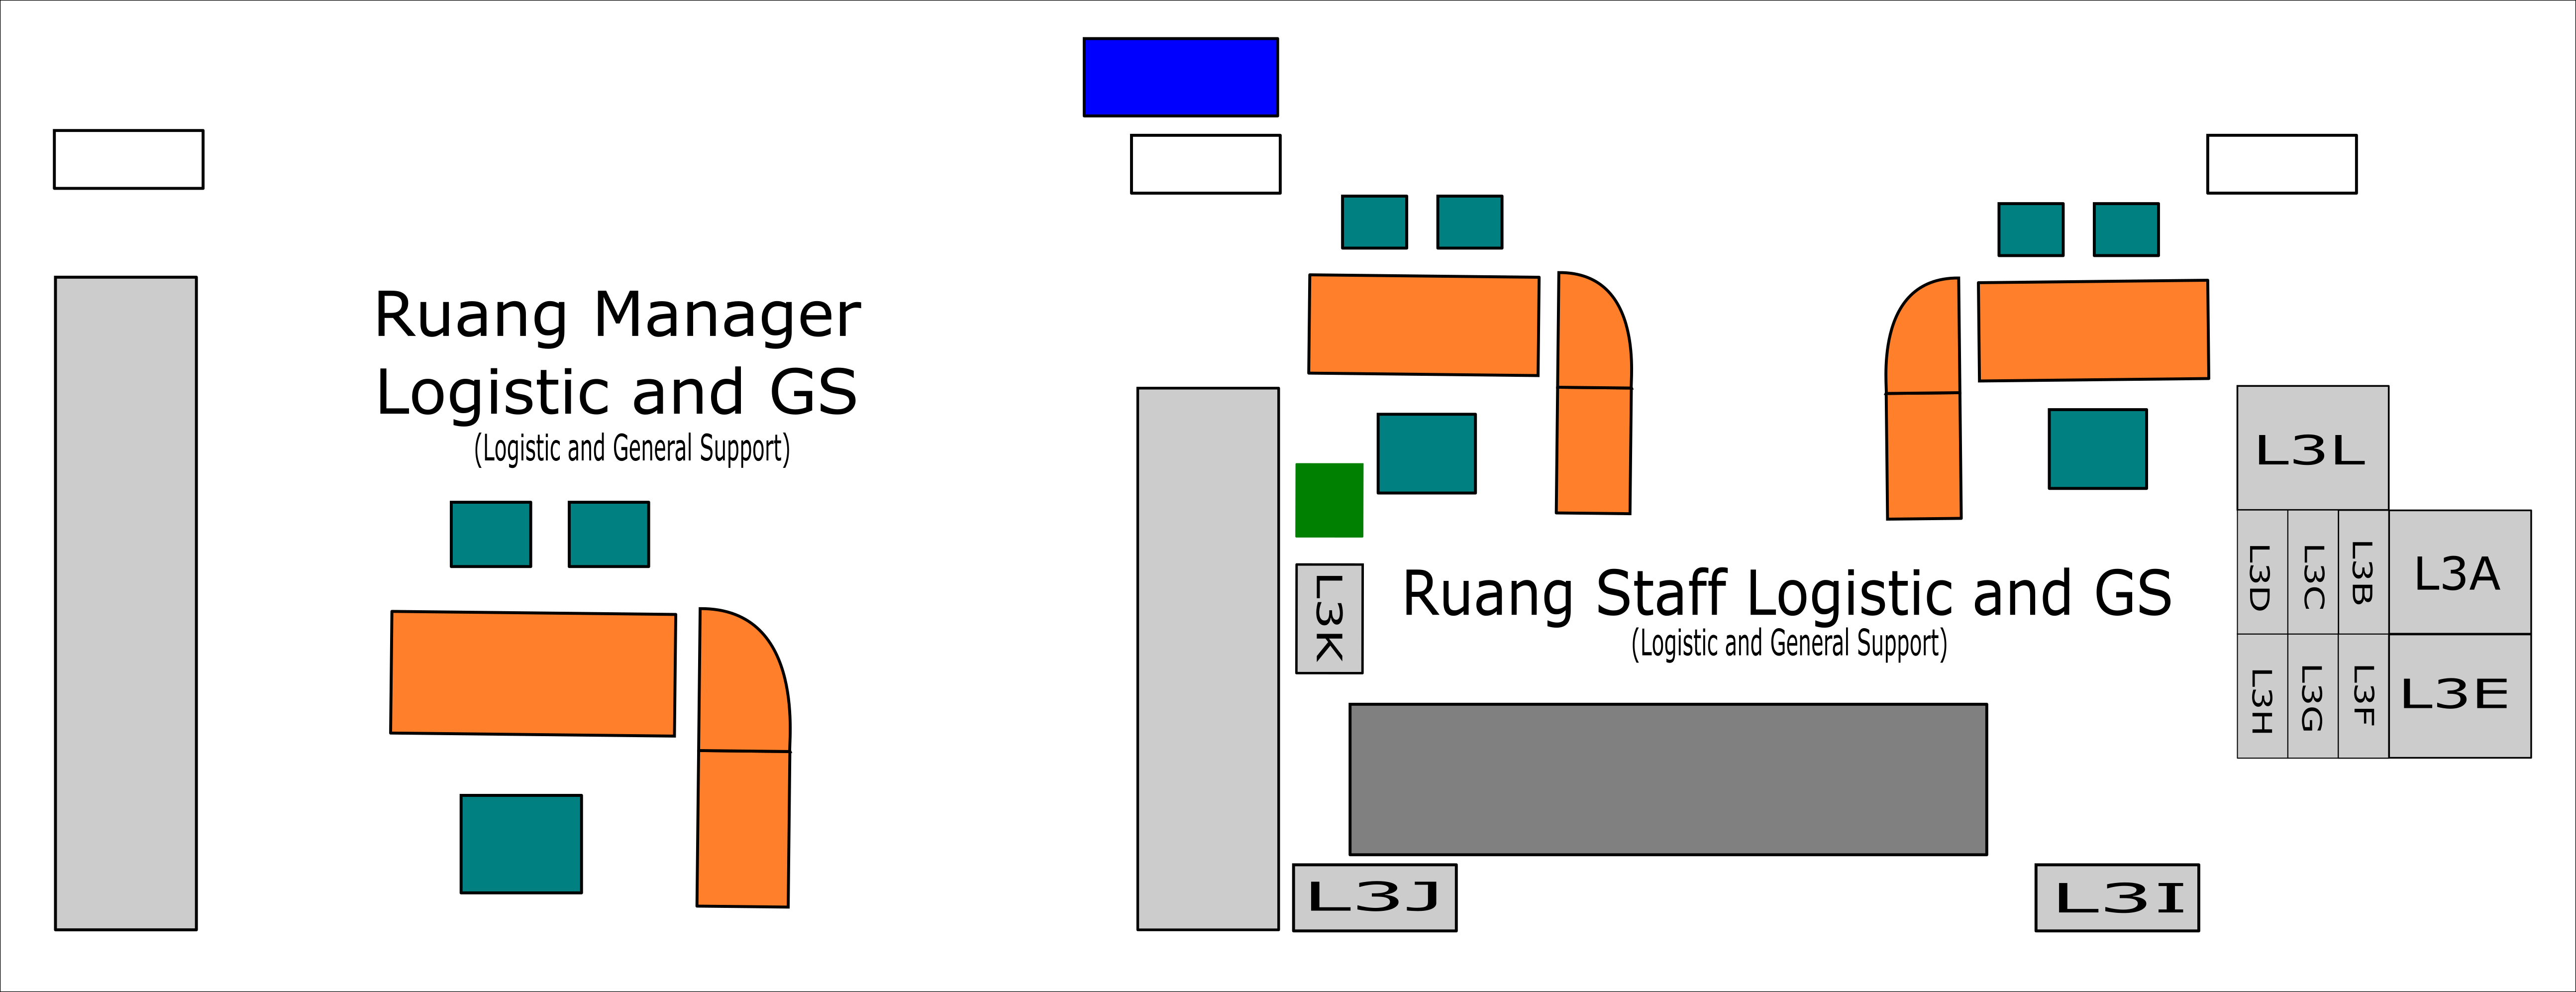 Ruang Manager
Logistic and GS
(Logistic and General Support)
L3L
L3D
L3C
L3B
L3A
L3K
Ruang Staff Logistic and GS
(Logistic and General Support)
L3H
L3G
L3F
L3E
L3J
L3I